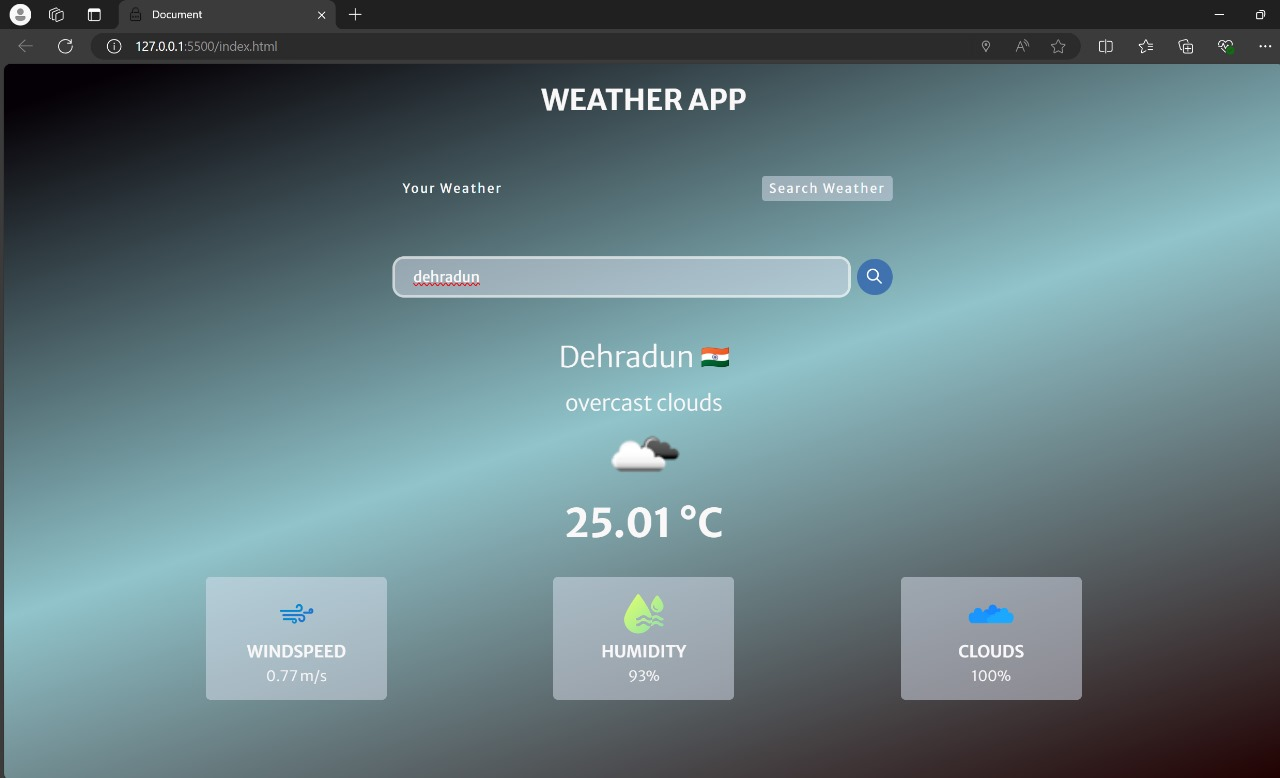 Document
127.0.0.1:5500/index.html
WEATHER APP
Your Weather
Search Weather
dehradun
Dehradun
overcast clouds
25.01 °C
WINDSPEED
0.77 m/s
HUMIDITY
93%
CLOUDS
100%